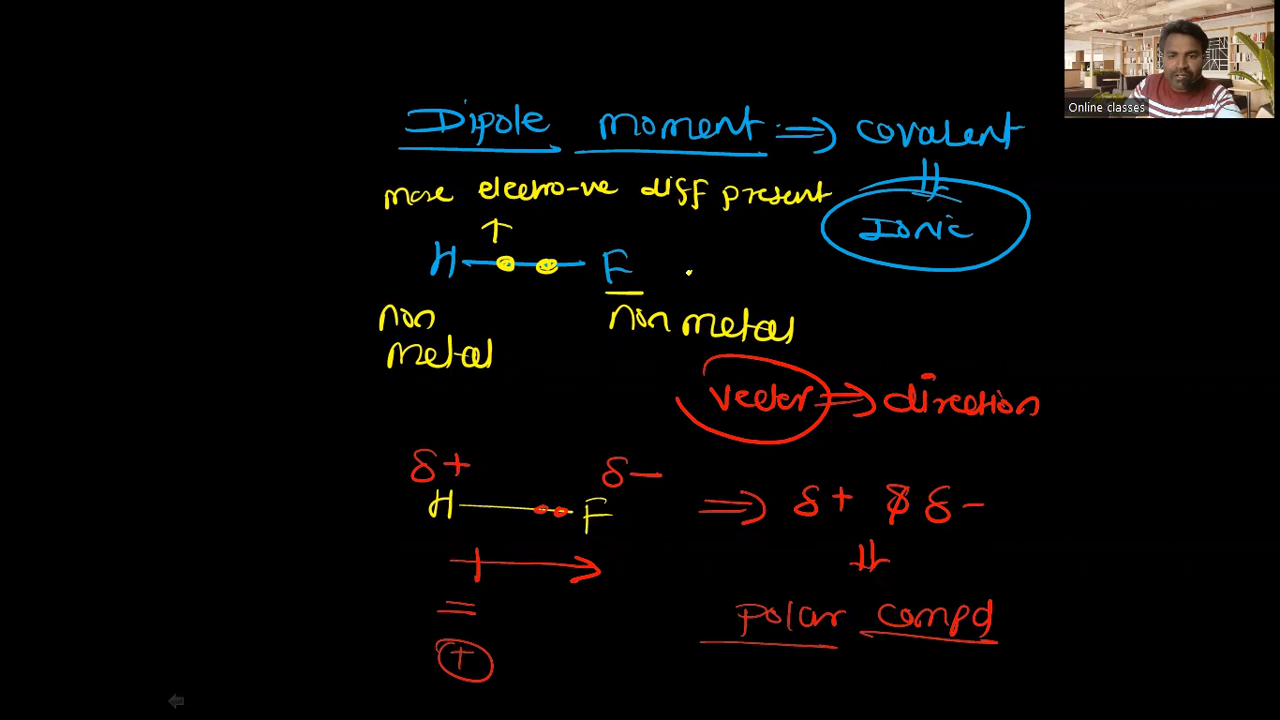 Online classes
Dipole moment ⇒ covalent
more electro-ve diff present
Ionic
H F
non metal
non metal
vector ⇒ direction
δ+ δ-
H F ⇒ δ+ & δ-
polar compd
+